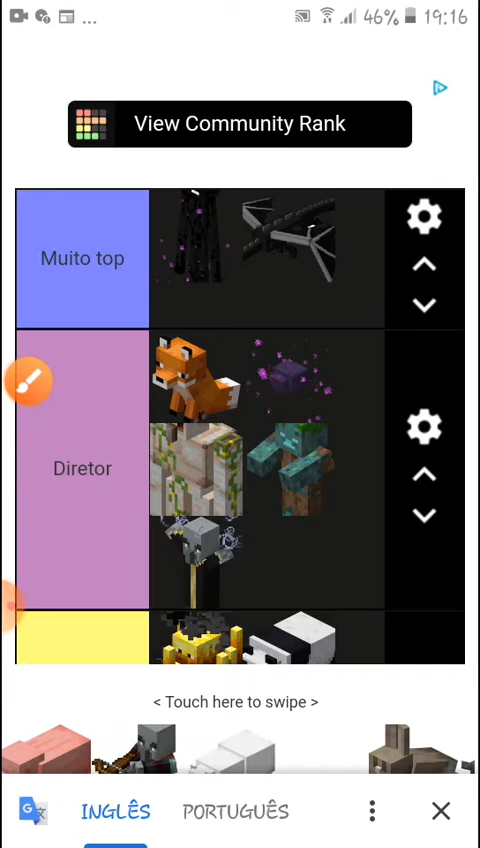 ... 46% 19:16
View Community Rank
Muito top
Diretor
< Touch here to swipe >
INGLÊS PORTUGUÊS